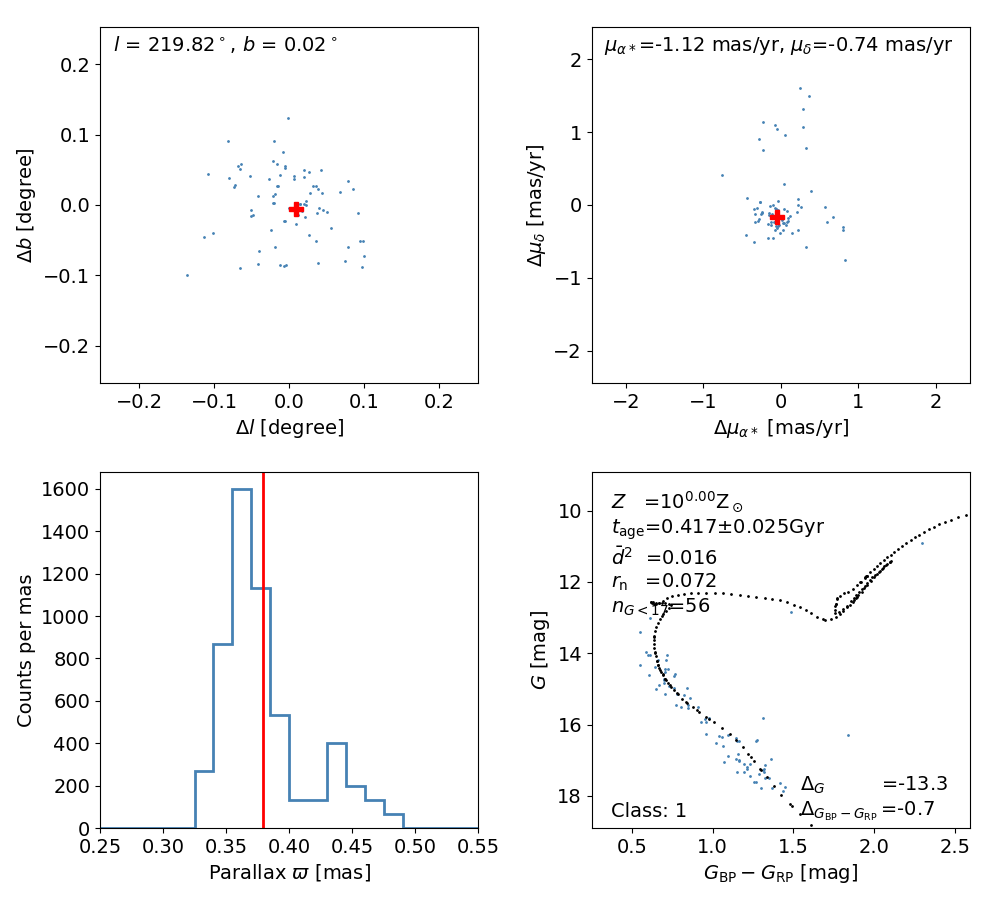 l = 219.82°, b = 0.02°
0.2
0.1
0.0
−0.1
−0.2
Δb [degree]
−0.2 −0.1 0.0 0.1 0.2
Δl [degree]
μα*=-1.12 mas/yr, μδ=-0.74 mas/yr
2
1
0
−1
−2
Δμδ [mas/yr]
−2 −1 0 1 2
Δμα* [mas/yr]
1600
1400
1200
1000
800
600
400
200
0
Counts per mas
0.25 0.30 0.35 0.40 0.45 0.50 0.55
Parallax ϖ [mas]
Z =10^0.00 Z⊙
t_age=0.417±0.025Gyr
d̄² =0.016
r_n =0.072
n_G<17=56
10
12
14
16
18
G [mag]
Δ_G =-13.3
Δ_GBP−GRP =-0.7
Class: 1
0.5 1.0 1.5 2.0 2.5
G_BP − G_RP [mag]